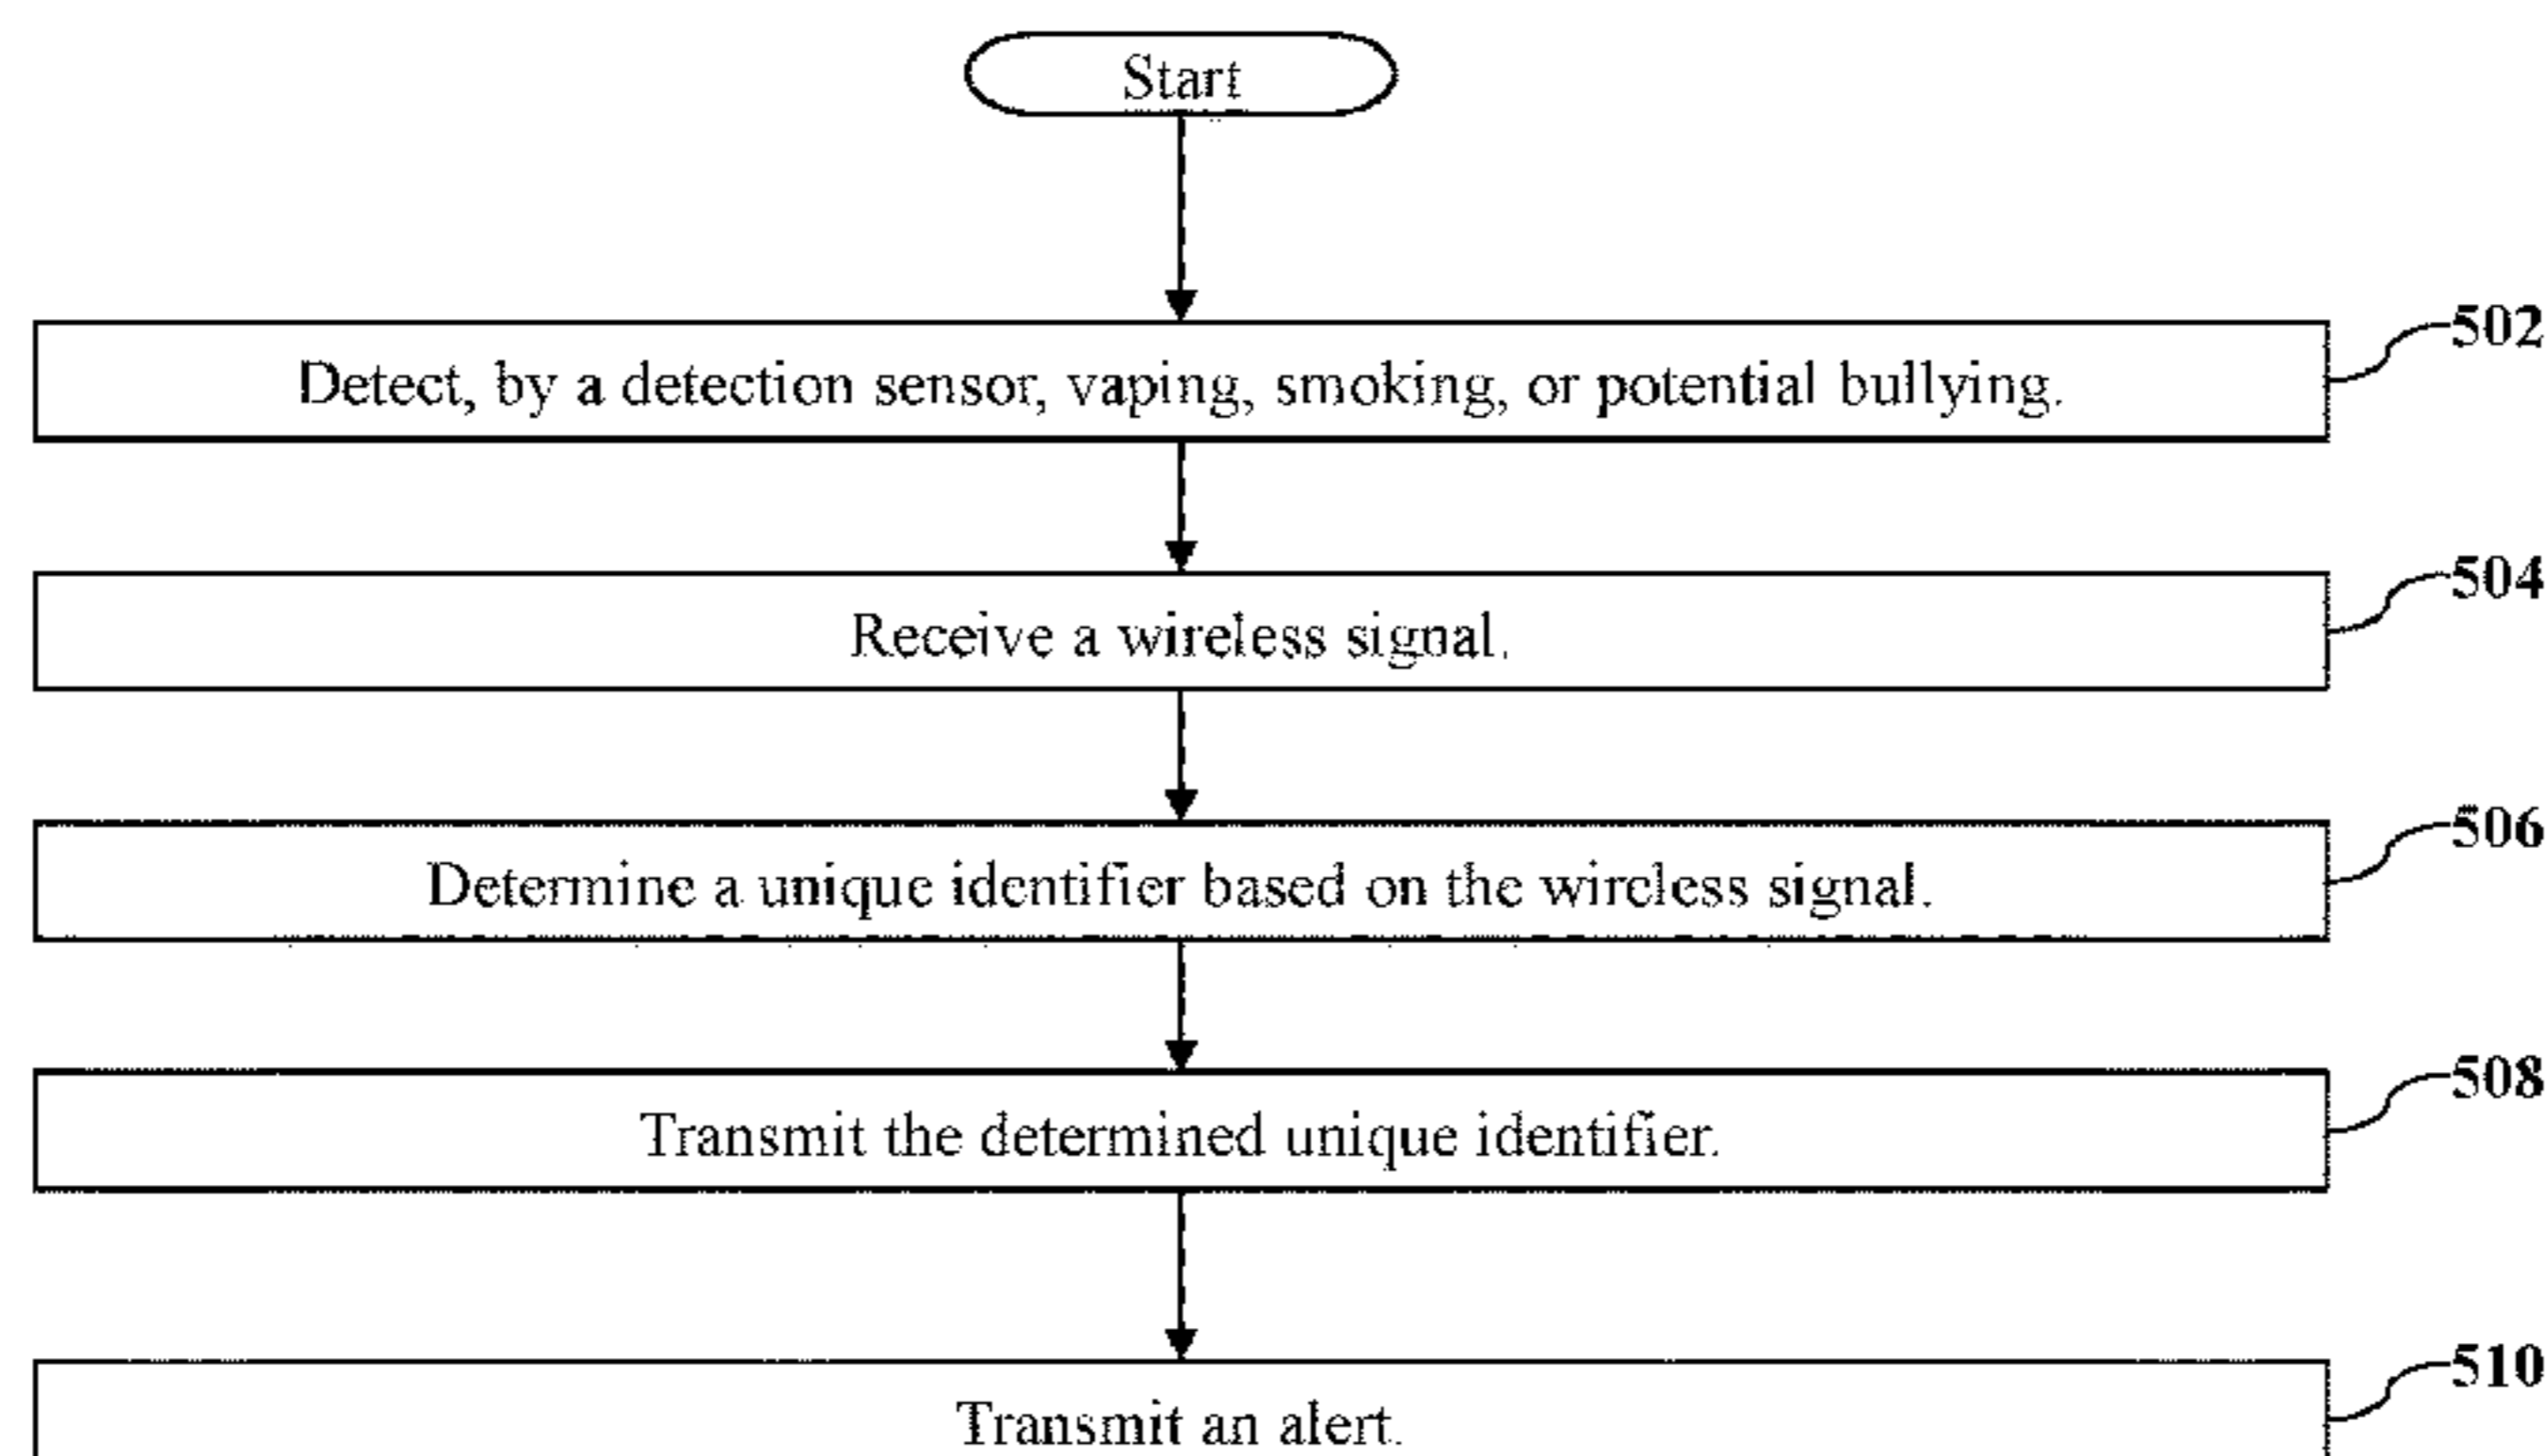 Start
502
Detect, by a detection sensor, vaping, smoking, or potential bullying.
504
Receive a wireless signal.
506
Determine a unique identifier based on the wireless signal.
508
Transmit the determined unique identifier.
510
Transmit an alert.